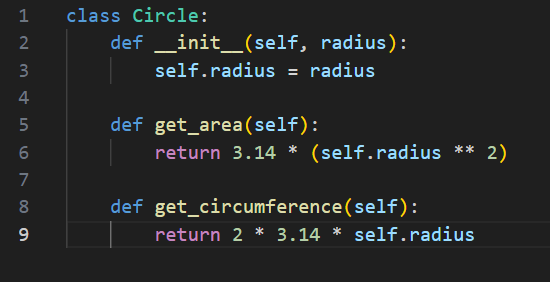 1 class Circle:
2     def __init__(self, radius):
3         self.radius = radius
4
5     def get_area(self):
6         return 3.14 * (self.radius ** 2)
7
8     def get_circumference(self):
9         return 2 * 3.14 * self.radius